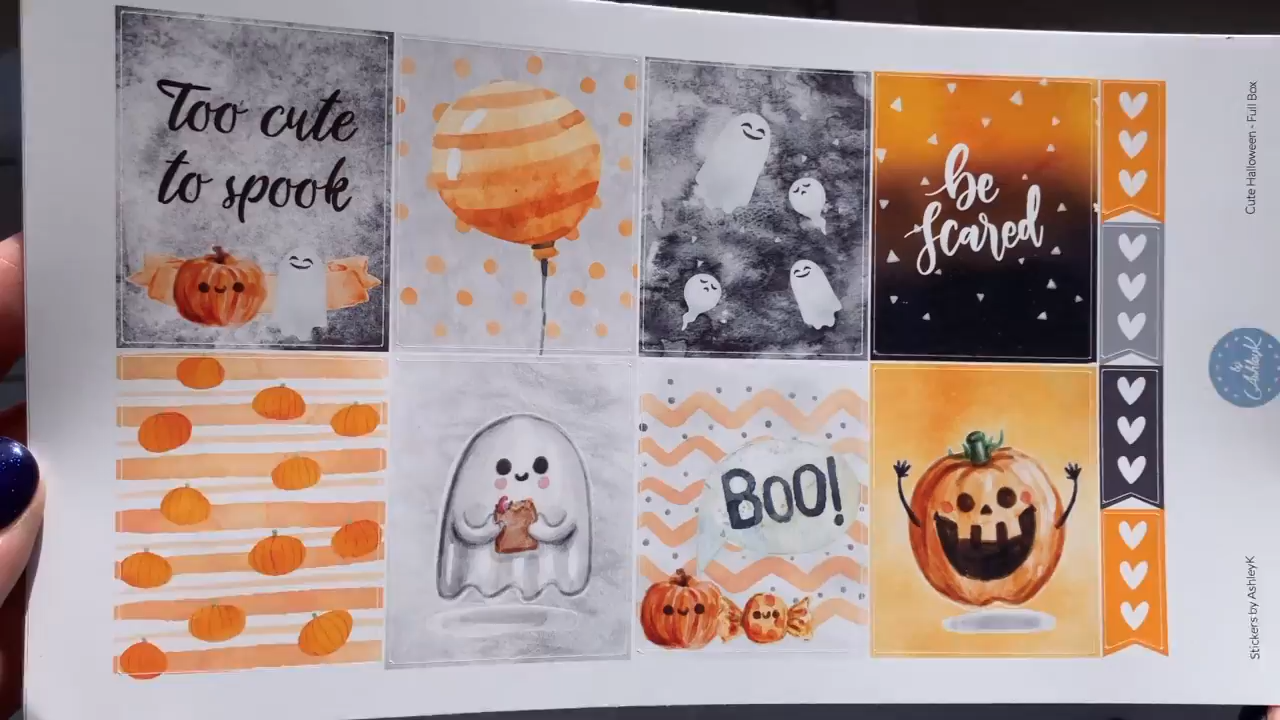 Too cute
to spook
be
scared
BOO!
Cute Halloween - Full Box
by
AshleyK
Stickers by AshleyK